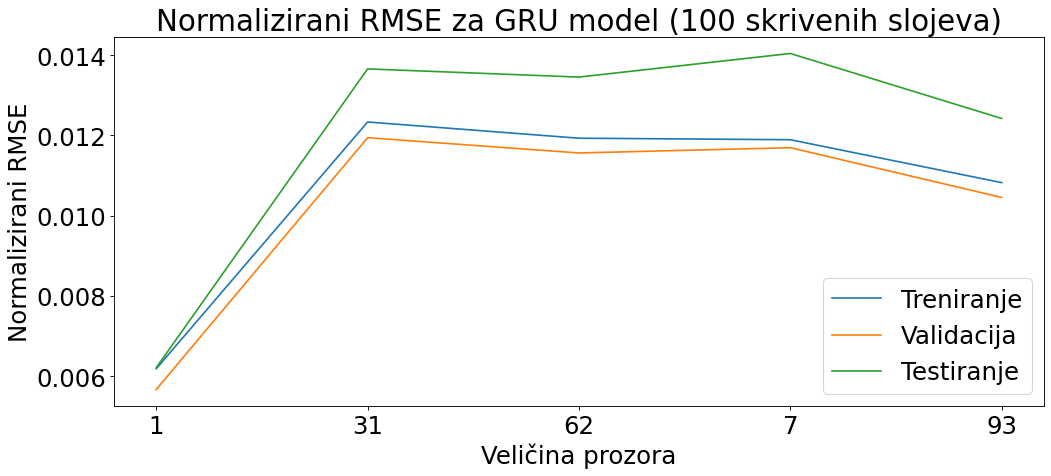 Normalizirani RMSE za GRU model (100 skrivenih slojeva)
Normalizirani RMSE
0.014
0.012
0.010
0.008
0.006
Treniranje
Validacija
Testiranje
1 31 62 7 93
Veličina prozora